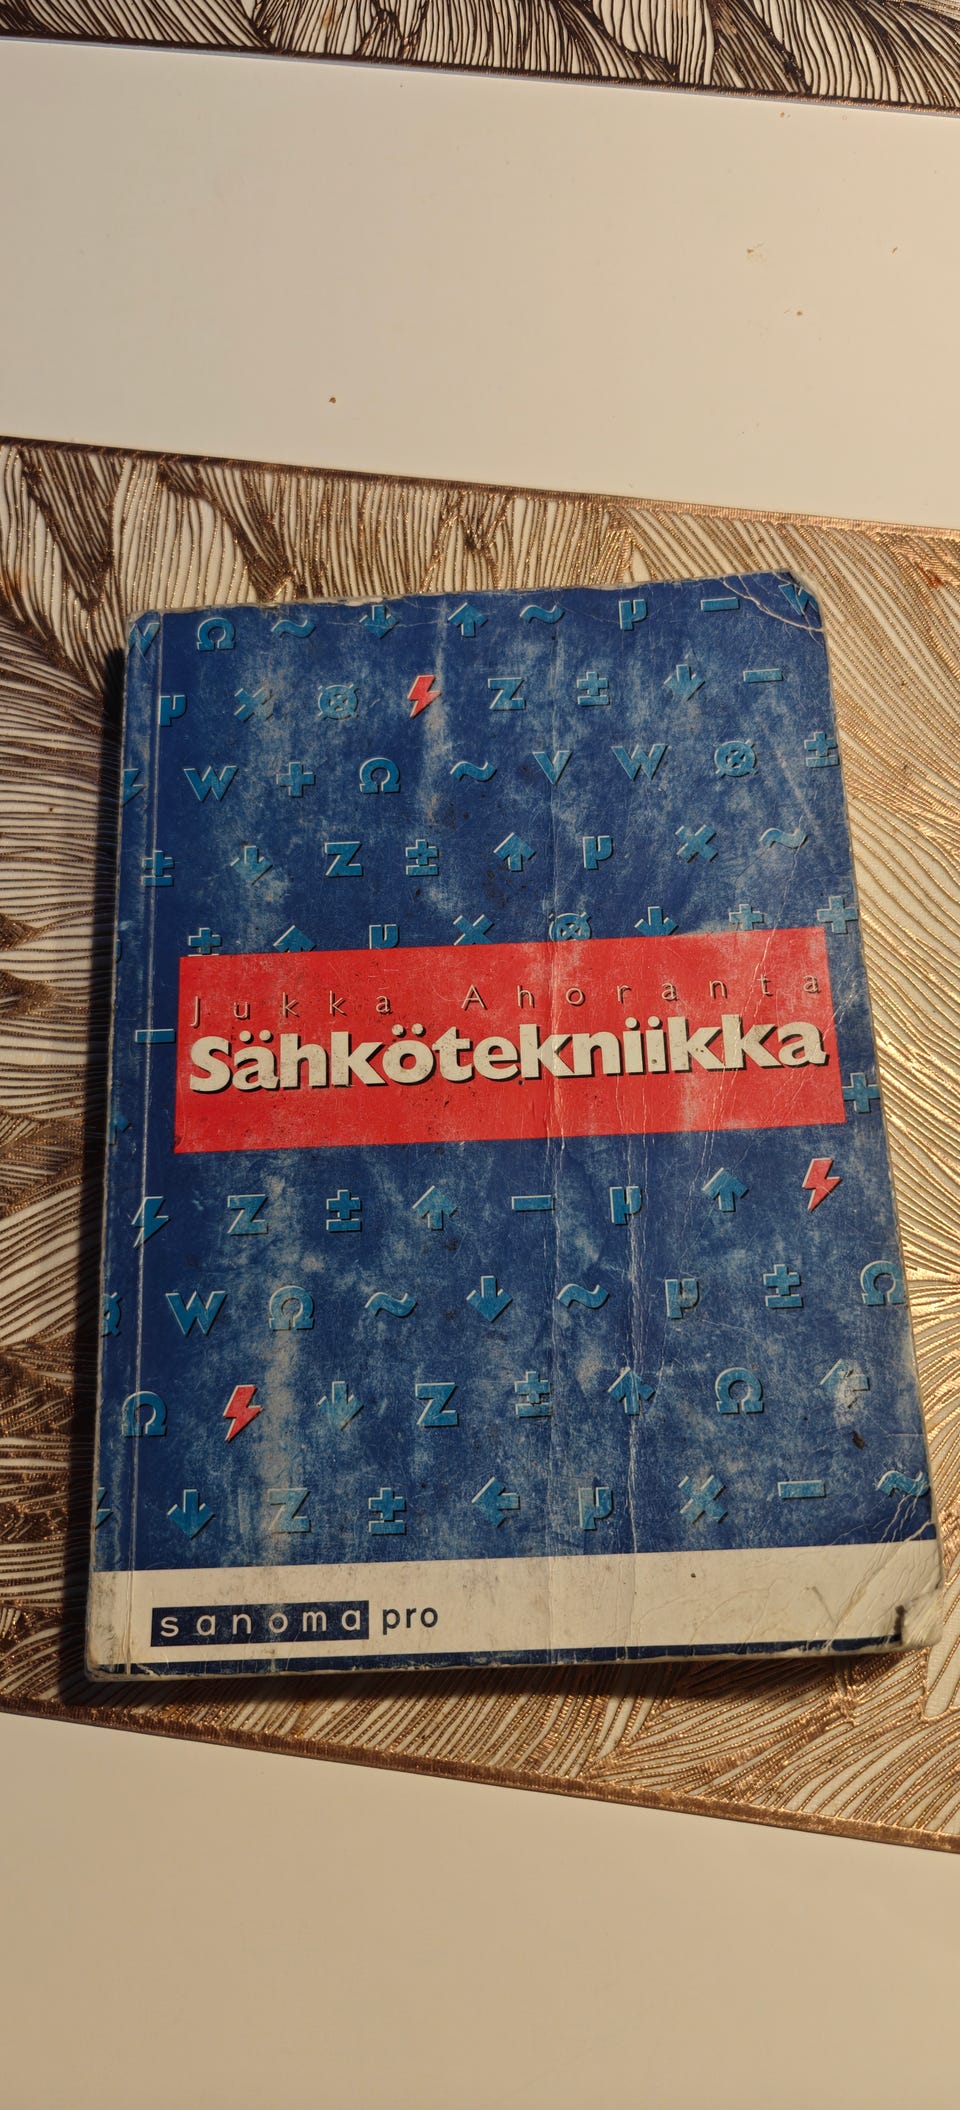 V Ω ~ ↓ ↑ ~ µ −
µ × ⊗ Z ± ↓ −
W + Ω ~ V W ⊗ ±
± ↓ Z ± ↑ µ × ~
± ↑ µ × ⊗ ↓ + +
Jukka Ahoranta
−
Sähkötekniikka
+
Z ± ↑ − µ ↑
W Ω ~ ↓ ~ µ ± Ω
Ω ↓ Z ± ↑ Ω ↑
↓ Z ± ← µ × − ~
sanoma pro